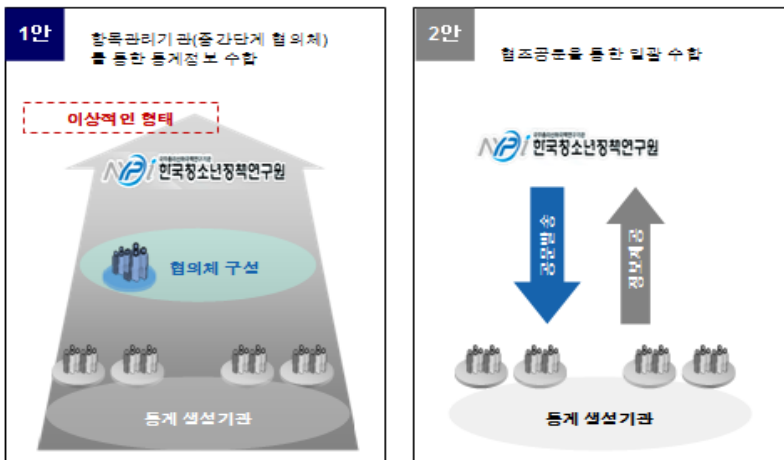 1안
항목관리기관(중간단계 협의체)
를 통한 통계정보 수합
이상적인 형태
NYPI 한국청소년정책연구원
협의체 구성
통계 생성기관
2안
협조공문을 통한 일괄 수합
NYPI 한국청소년정책연구원
공문발송
정보제공
통계 생성기관